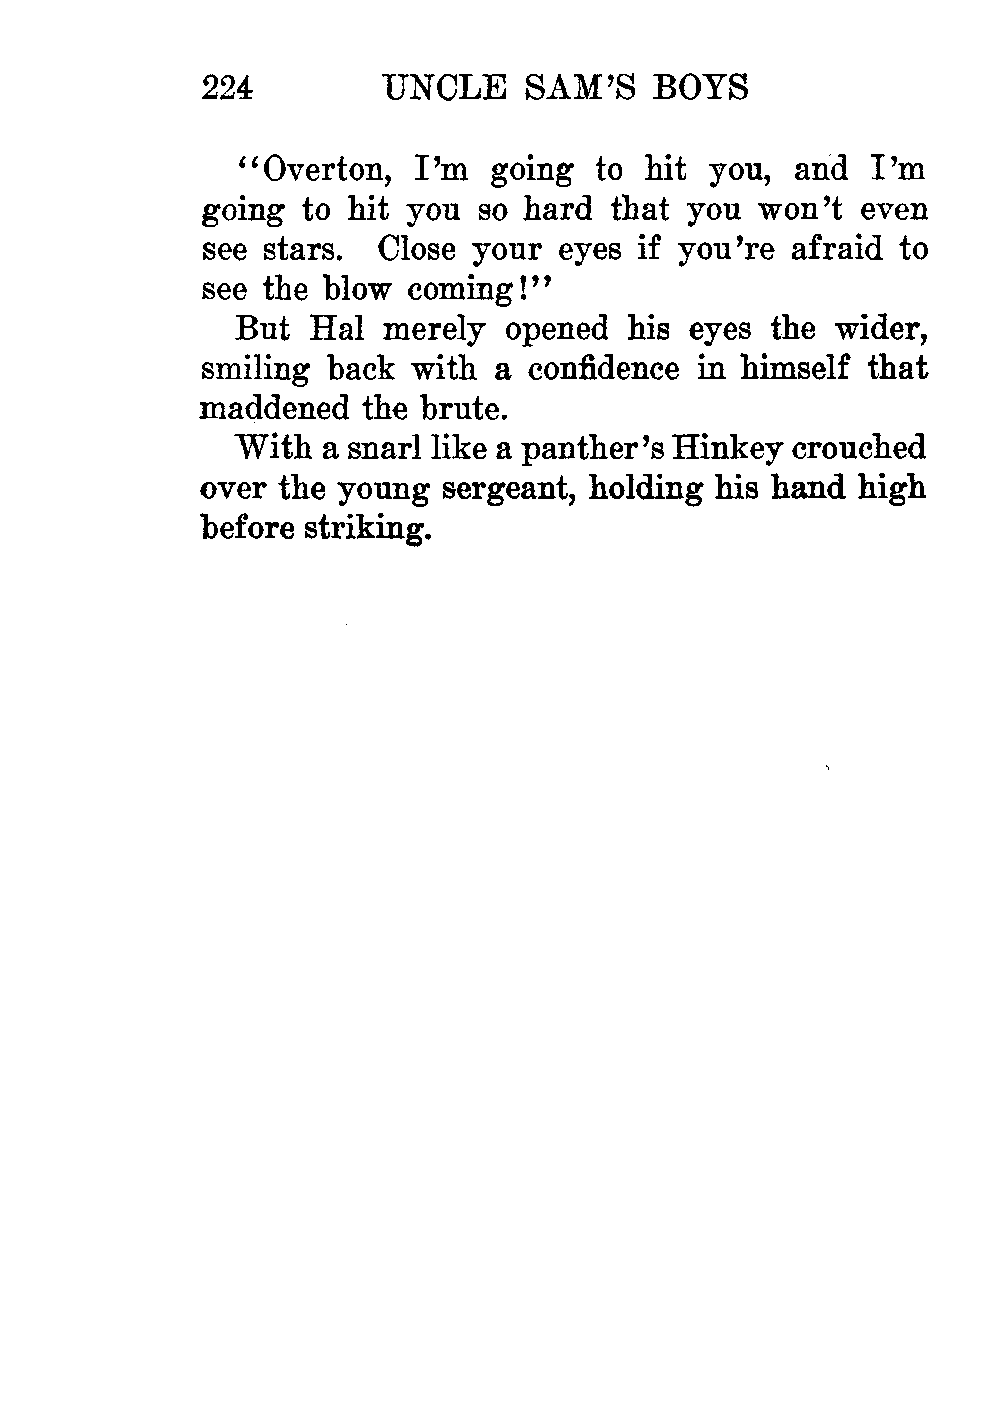 224 UNCLE SAM'S BOYS
"Overton, I'm going to hit you, and I'm
going to hit you so hard that you won't even
see stars. Close your eyes if you're afraid to
see the blow coming!"
But Hal merely opened his eyes the wider,
smiling back with a confidence in himself that
maddened the brute.
With a snarl like a panther's Hinkey crouched
over the young sergeant, holding his hand high
before striking.